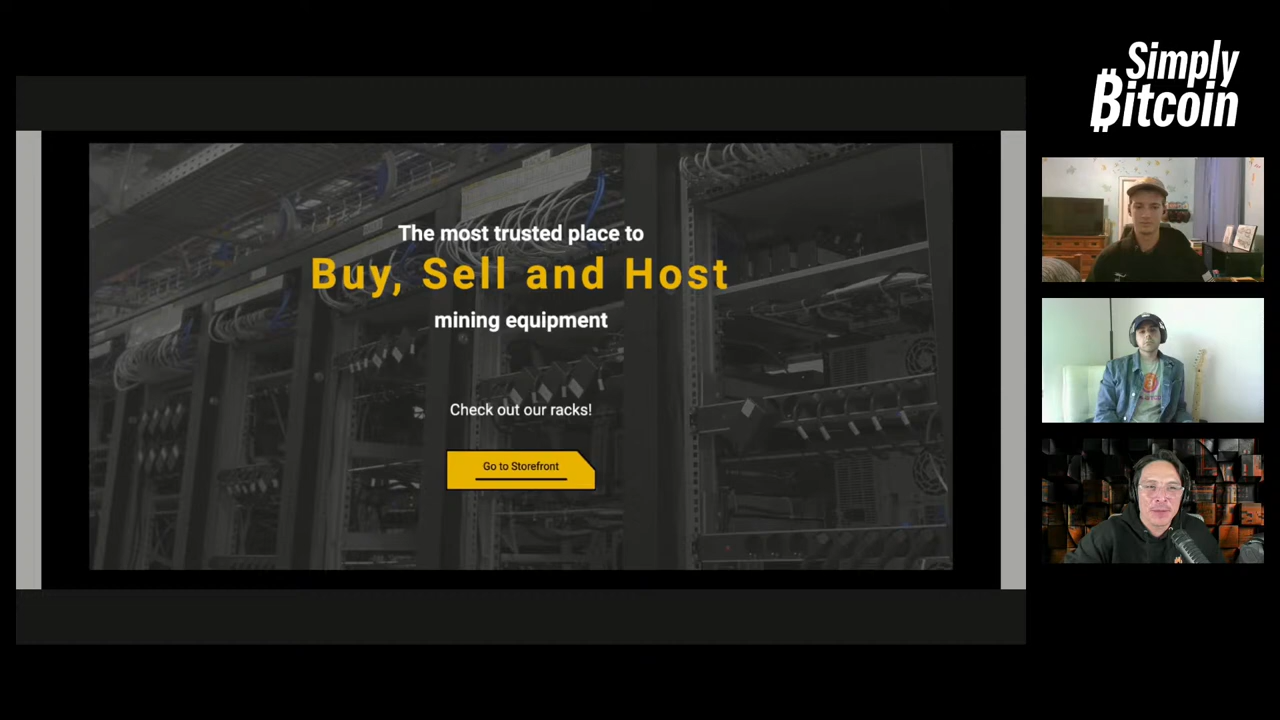 The most trusted place to
Buy, Sell and Host
mining equipment
Check out our racks!
Go to Storefront
Simply
Bitcoin